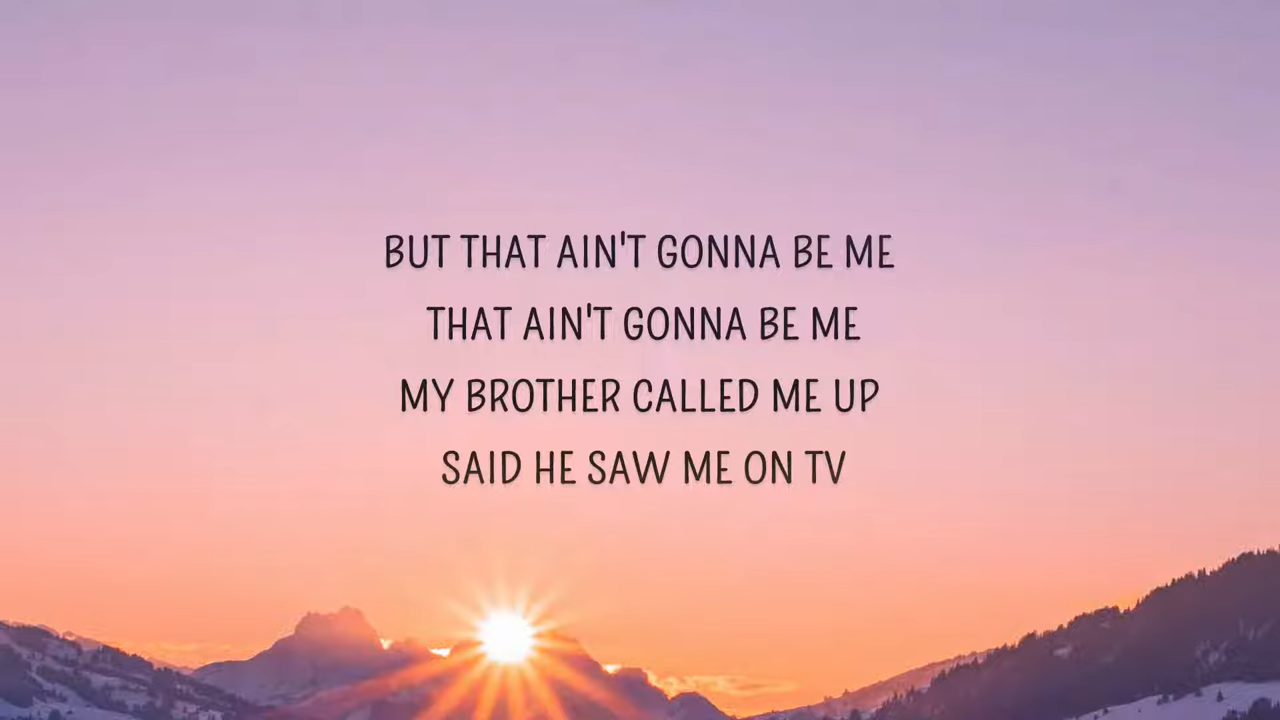 BUT THAT AIN'T GONNA BE ME
THAT AIN'T GONNA BE ME
MY BROTHER CALLED ME UP
SAID HE SAW ME ON TV